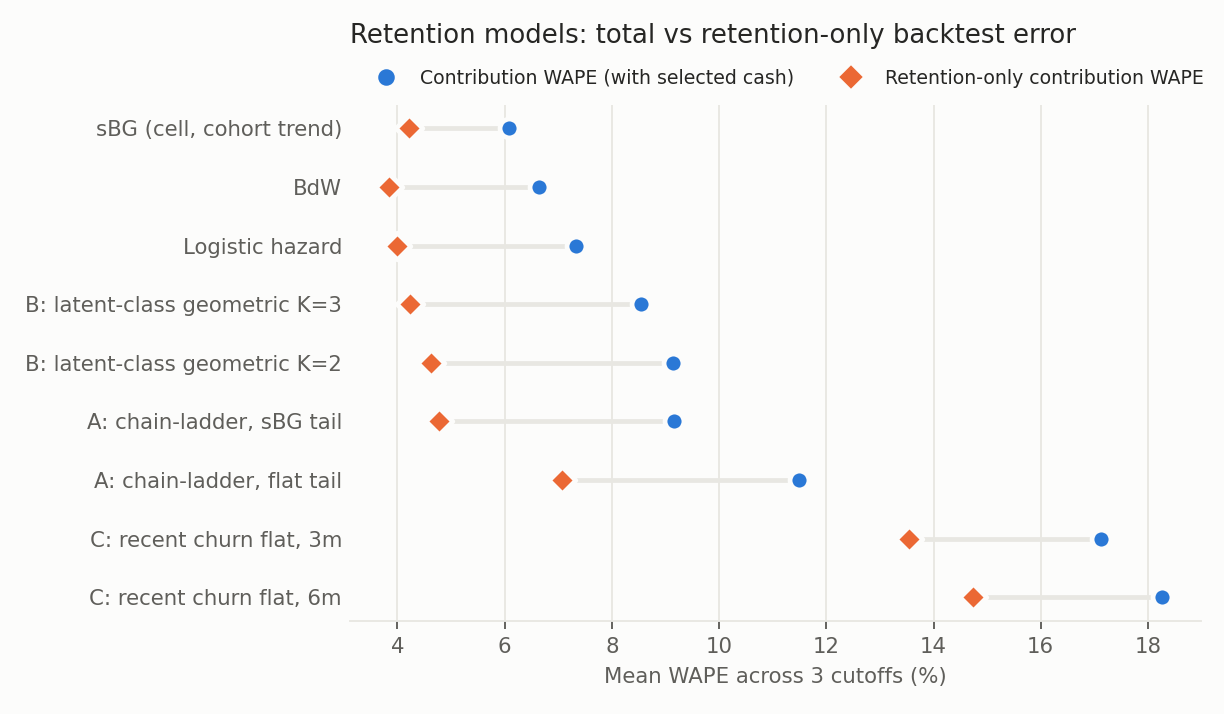 Retention models: total vs retention-only backtest error
Contribution WAPE (with selected cash)
Retention-only contribution WAPE
sBG (cell, cohort trend)
BdW
Logistic hazard
B: latent-class geometric K=3
B: latent-class geometric K=2
A: chain-ladder, sBG tail
A: chain-ladder, flat tail
C: recent churn flat, 3m
C: recent churn flat, 6m
4 6 8 10 12 14 16 18
Mean WAPE across 3 cutoffs (%)